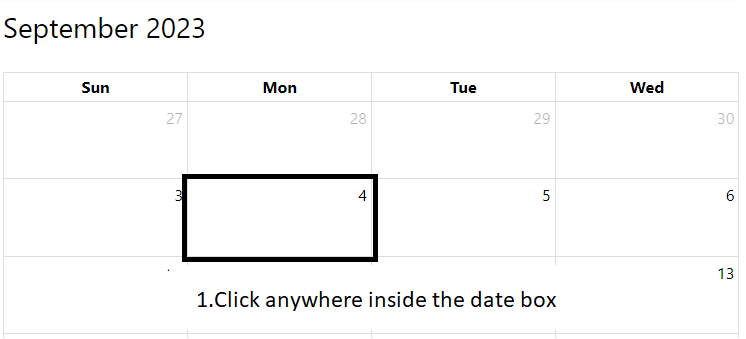 September 2023
Sun Mon Tue Wed
27 28 29 30
3 4 5 6
13
1.Click anywhere inside the date box